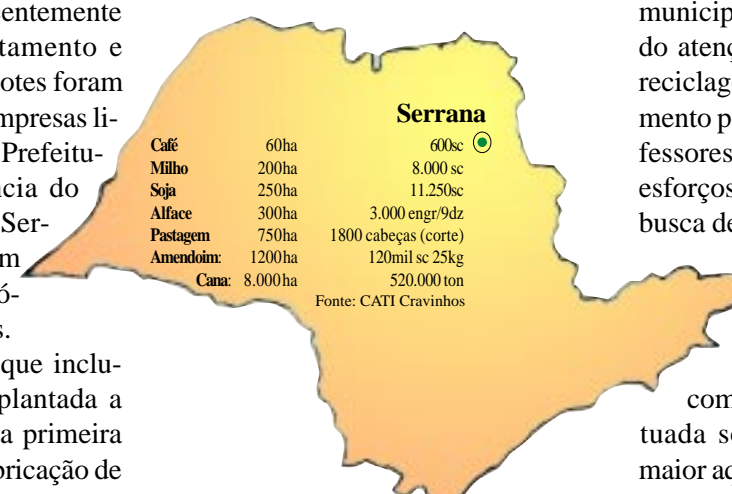 centemente
tamento e
otes foram
mpresas li-
Prefeitu-
ncia do
Ser-
m
ó-
s.
que inclu-
plantada a
a primeira
bricação de
Serrana
Café 60ha 600sc
Milho 200ha 8.000 sc
Soja 250ha 11.250sc
Alface 300ha 3.000 engr/9dz
Pastagem 750ha 1800 cabeças (corte)
Amendoim: 1200ha 120mil sc 25kg
Cana: 8.000ha 520.000 ton
Fonte: CATI Cravinhos
municip
do atenç
reciclag
mento p
fessores
esforços
busca de
com
tuada s
maior a